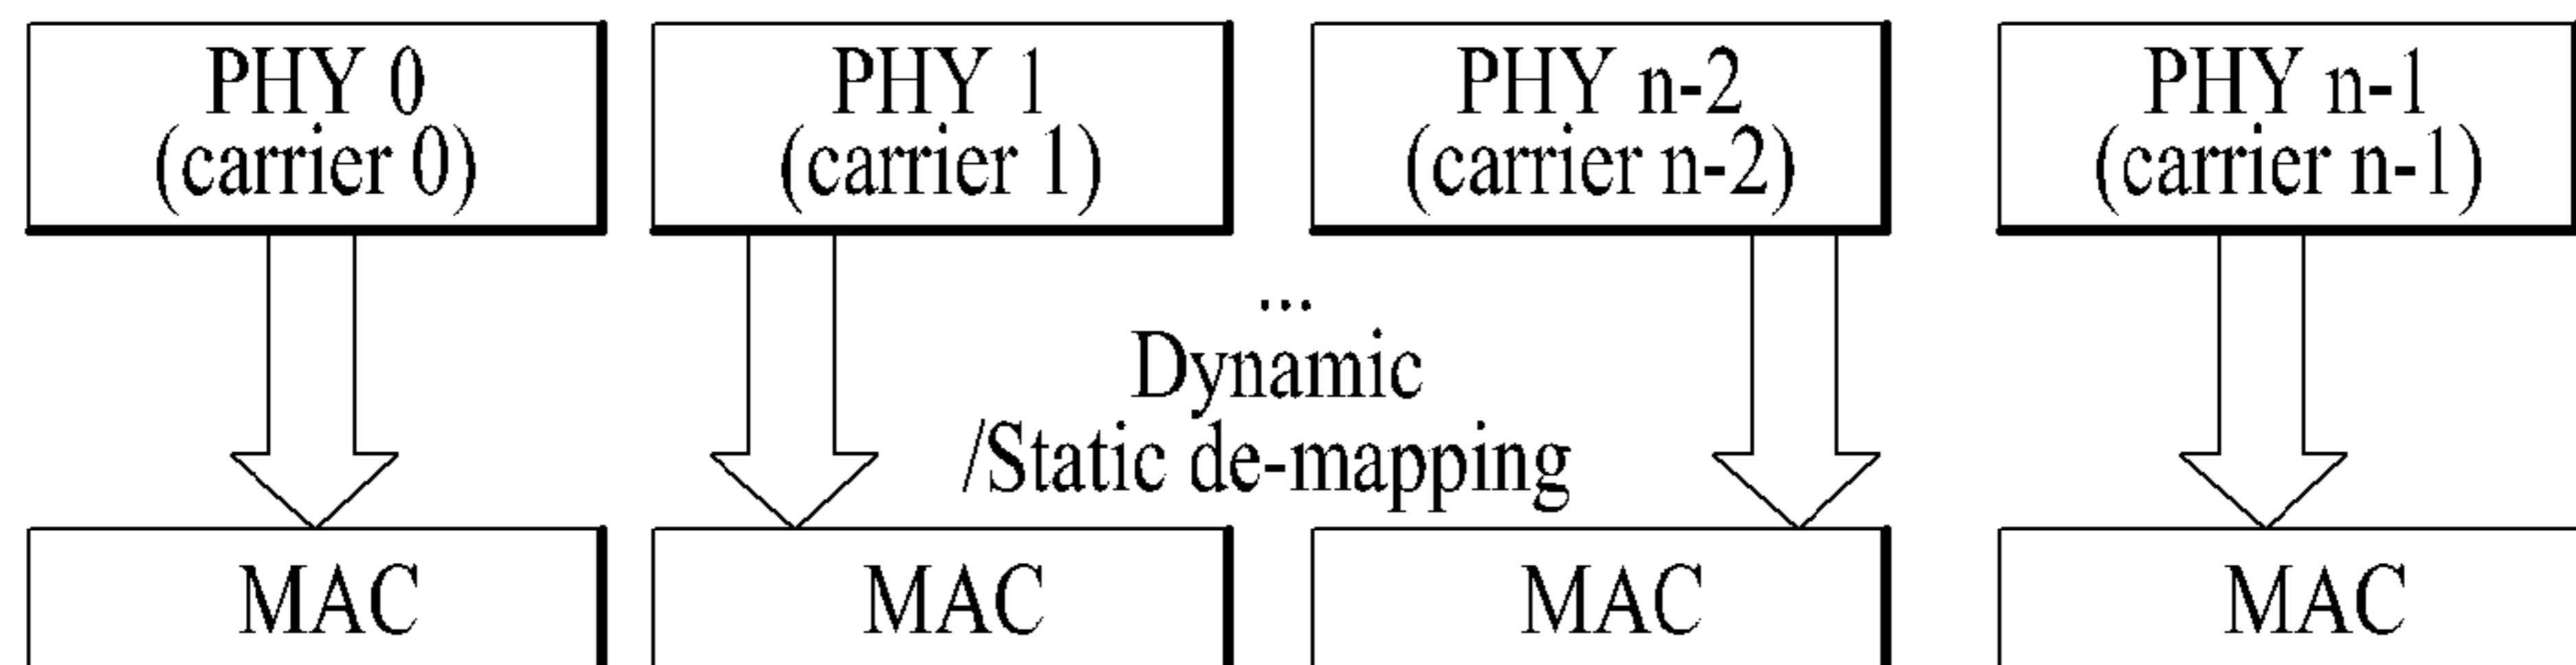 PHY 0
(carrier 0)
PHY 1
(carrier 1)
PHY n-2
(carrier n-2)
PHY n-1
(carrier n-1)
...
Dynamic
/Static de-mapping
MAC
MAC
MAC
MAC